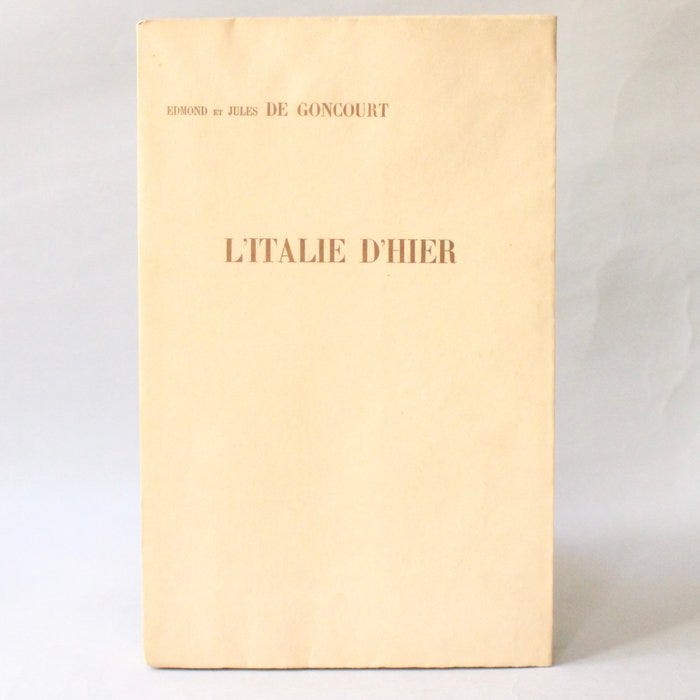 EDMOND ET JULES DE GONCOURT
L'ITALIE D'HIER